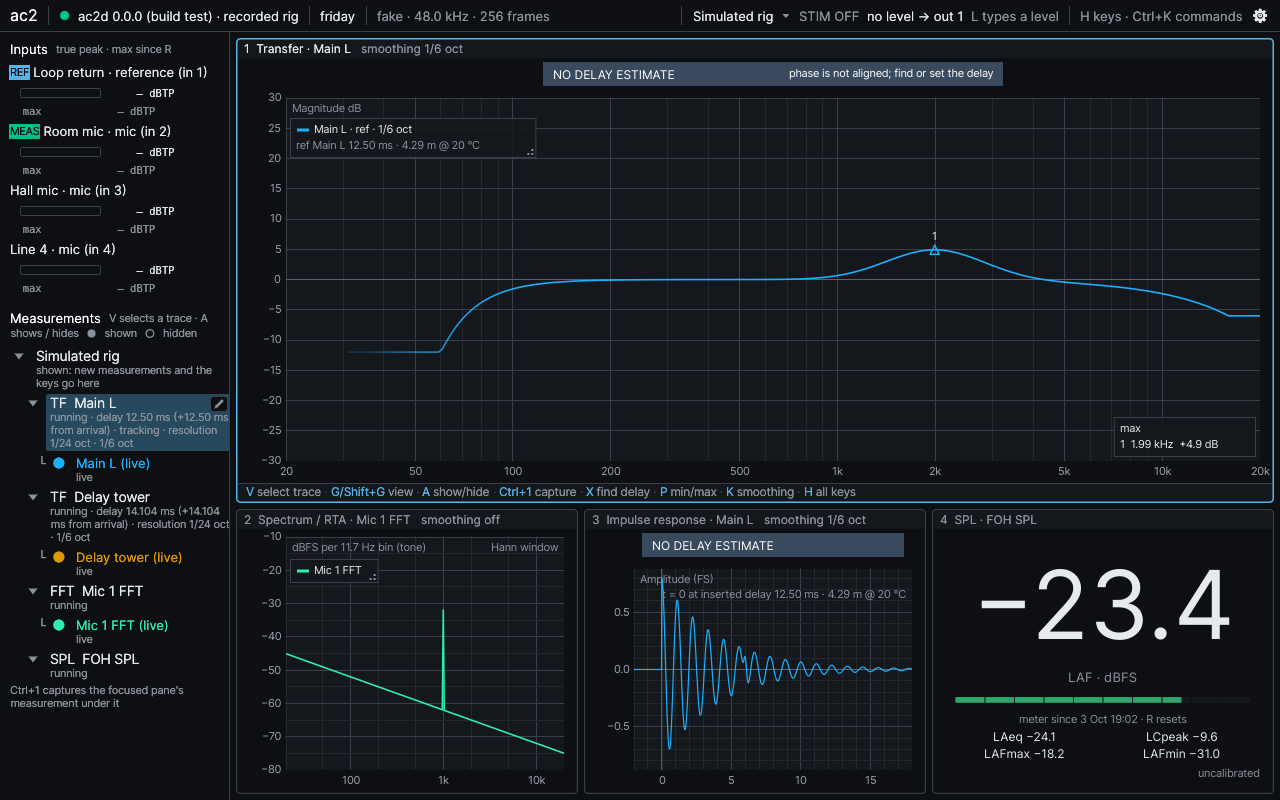 ac2 ac2d 0.0.0 (build test) · recorded rig friday fake · 48.0 kHz · 256 frames Simulated rig STIM OFF no level → out 1 L types a level H keys · Ctrl+K commands
Inputs true peak · max since R
REF Loop return · reference (in 1)
– dBTP
max – dBTP
MEAS Room mic · mic (in 2)
– dBTP
max – dBTP
Hall mic · mic (in 3)
– dBTP
max – dBTP
Line 4 · mic (in 4)
– dBTP
max – dBTP
Measurements V selects a trace · A
shows / hides shown hidden
Simulated rig
shown: new measurements and the
keys go here
TF Main L
running · delay 12.50 ms (+12.50 ms
from arrival) · tracking · resolution
1/24 oct · 1/6 oct
Main L (live)
live
TF Delay tower
running · delay 14.104 ms (+14.104
ms from arrival) · resolution 1/24 oct
· 1/6 oct
Delay tower (live)
live
FFT Mic 1 FFT
running
Mic 1 FFT (live)
live
SPL FOH SPL
running
Ctrl+1 captures the focused pane's
measurement under it
1 Transfer · Main L smoothing 1/6 oct
NO DELAY ESTIMATE phase is not aligned; find or set the delay
Magnitude dB
Main L · ref · 1/6 oct
ref Main L 12.50 ms · 4.29 m @ 20 °C
30
25
20
15
10
5
0
−5
−10
−15
−20
−25
−30
1
max
1 1.99 kHz +4.9 dB
20 50 100 200 500 1k 2k 5k 10k 20k
V select trace · G/Shift+G view · A show/hide · Ctrl+1 capture · X find delay · P min/max · K smoothing · H all keys
2 Spectrum / RTA · Mic 1 FFT smoothing off
dBFS per 11.7 Hz bin (tone) Hann window
Mic 1 FFT
−10
−20
−30
−40
−50
−60
−70
−80
100 1k 10k
3 Impulse response · Main L smoothing 1/6 oct
NO DELAY ESTIMATE
Amplitude (FS)
t = 0 at inserted delay 12.50 ms · 4.29 m @ 20 °C
0.5
0.0
−0.5
0 5 10 15
4 SPL · FOH SPL
−23.4
LAF · dBFS
meter since 3 Oct 19:02 · R resets
LAeq −24.1 LCpeak −9.6
LAFmax −18.2 LAFmin −31.0
uncalibrated